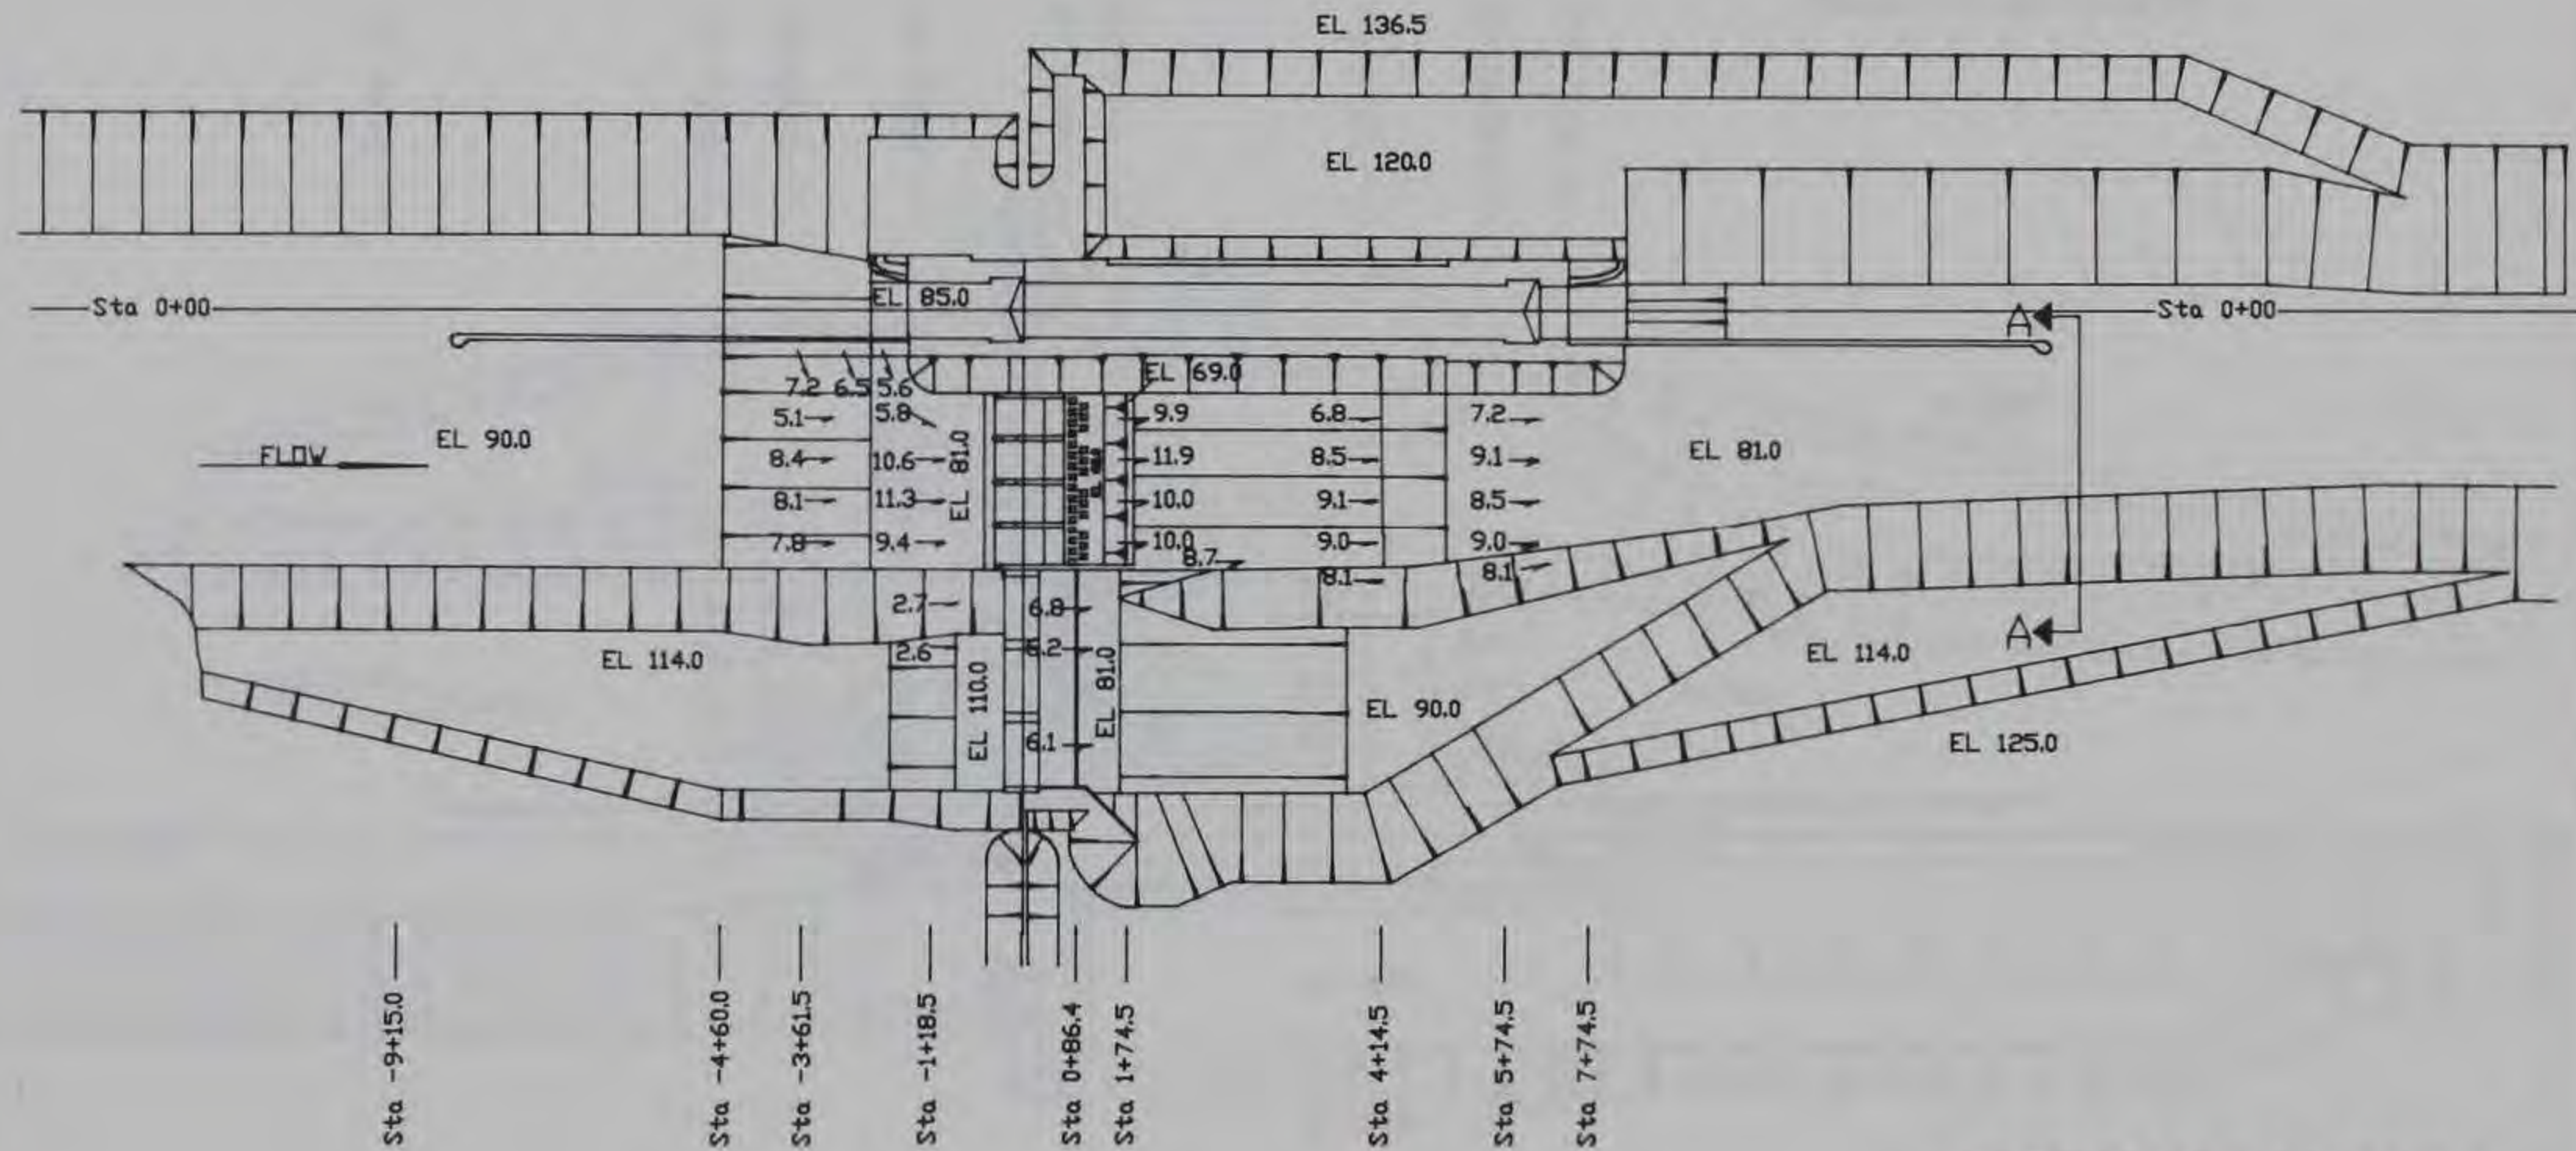 EL 136.5
EL 120.0
EL 85.0
Sta 0+00
A
Sta 0+00
EL 69.0
7.2 6.5 5.6
5.1 5.8 9.9 6.8 7.2
EL 90.0
EL 81.0
EL 81.0
FLOW
8.4 10.6 11.9 8.5 9.1
8.1 11.3 10.0 9.1 8.5
7.8 9.4 10.0 9.0 9.0
8.7 8.1 8.1
2.7 6.8
A
2.6 6.2
EL 114.0
EL 110.0
EL 81.0
EL 114.0
EL 90.0
6.1
EL 125.0
Sta -9+15.0
Sta -4+60.0
Sta -3+61.5
Sta -1+18.5
Sta 0+86.4
Sta 1+74.5
Sta 4+14.5
Sta 5+74.5
Sta 7+74.5